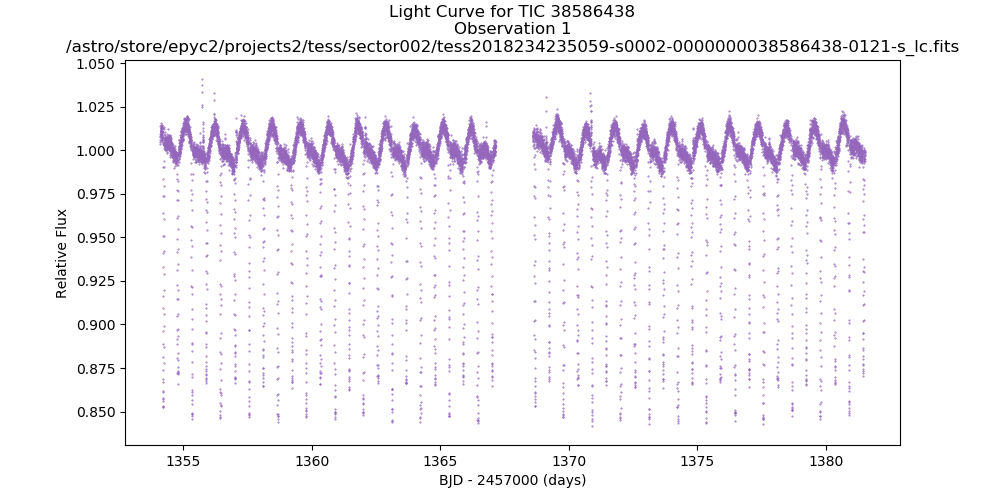 Light Curve for TIC 38586438
Observation 1
/astro/store/epyc2/projects2/tess/sector002/tess2018234235059-s0002-0000000038586438-0121-s_lc.fits
1.050
1.025
1.000
0.975
0.950
0.925
0.900
0.875
0.850
Relative Flux
1355 1360 1365 1370 1375 1380
BJD - 2457000 (days)